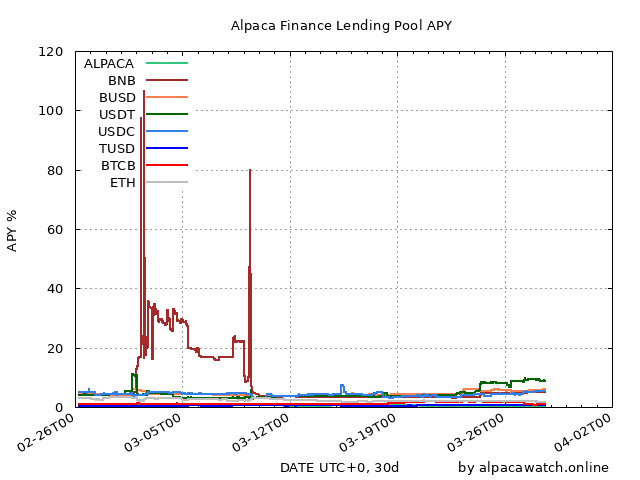 Alpaca Finance Lending Pool APY
120
100
80
60
40
20
0
APY %
ALPACA
BNB
BUSD
USDT
USDC
TUSD
BTCB
ETH
02-26T00
03-05T00
03-12T00
03-19T00
03-26T00
04-02T00
DATE UTC+0, 30d
by alpacawatch.online